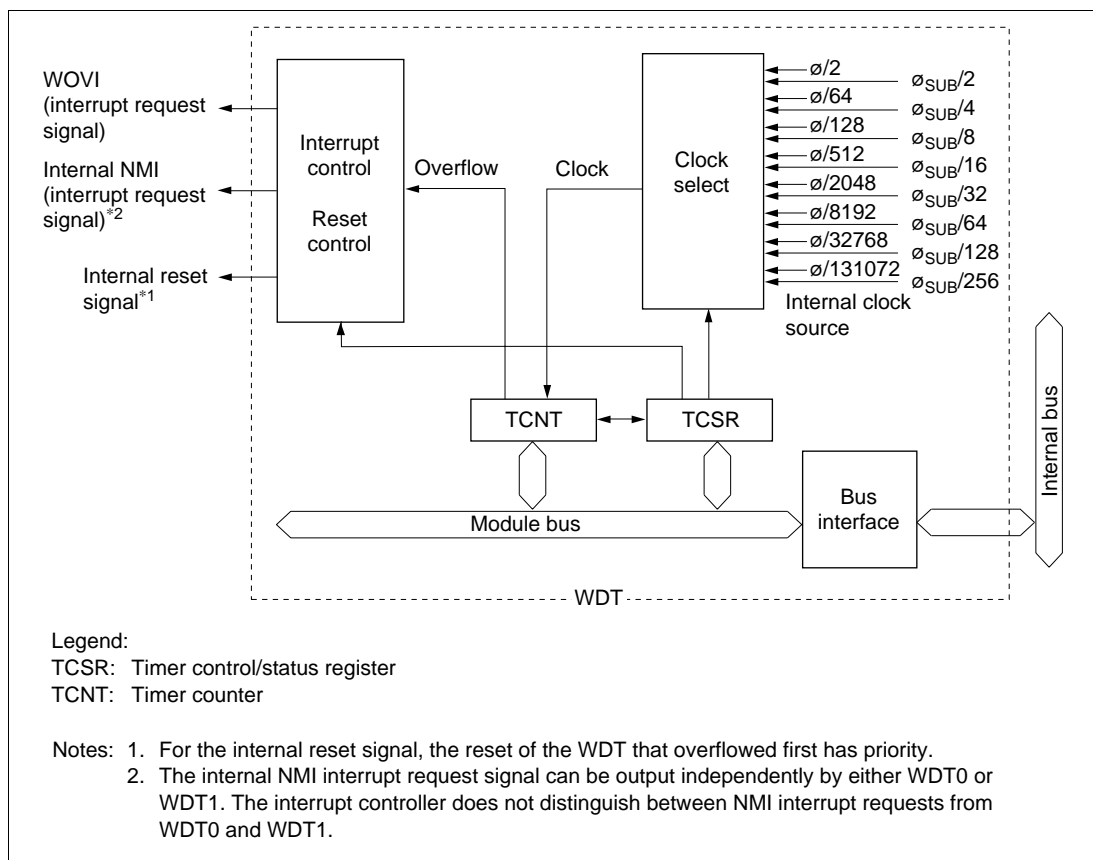 WOVI
(interrupt request
signal)
Internal NMI
(interrupt request
signal)*2
Internal reset
signal*1
Interrupt
control
Reset
control
Overflow
Clock
Clock
select
ø/2
ø/64
ø/128
ø/512
ø/2048
ø/8192
ø/32768
ø/131072
øSUB/2
øSUB/4
øSUB/8
øSUB/16
øSUB/32
øSUB/64
øSUB/128
øSUB/256
Internal clock
source
TCNT
TCSR
Module bus
Bus
interface
Internal bus
WDT
Legend:
TCSR: Timer control/status register
TCNT: Timer counter
Notes: 1. For the internal reset signal, the reset of the WDT that overflowed first has priority.
2. The internal NMI interrupt request signal can be output independently by either WDT0 or
WDT1. The interrupt controller does not distinguish between NMI interrupt requests from
WDT0 and WDT1.